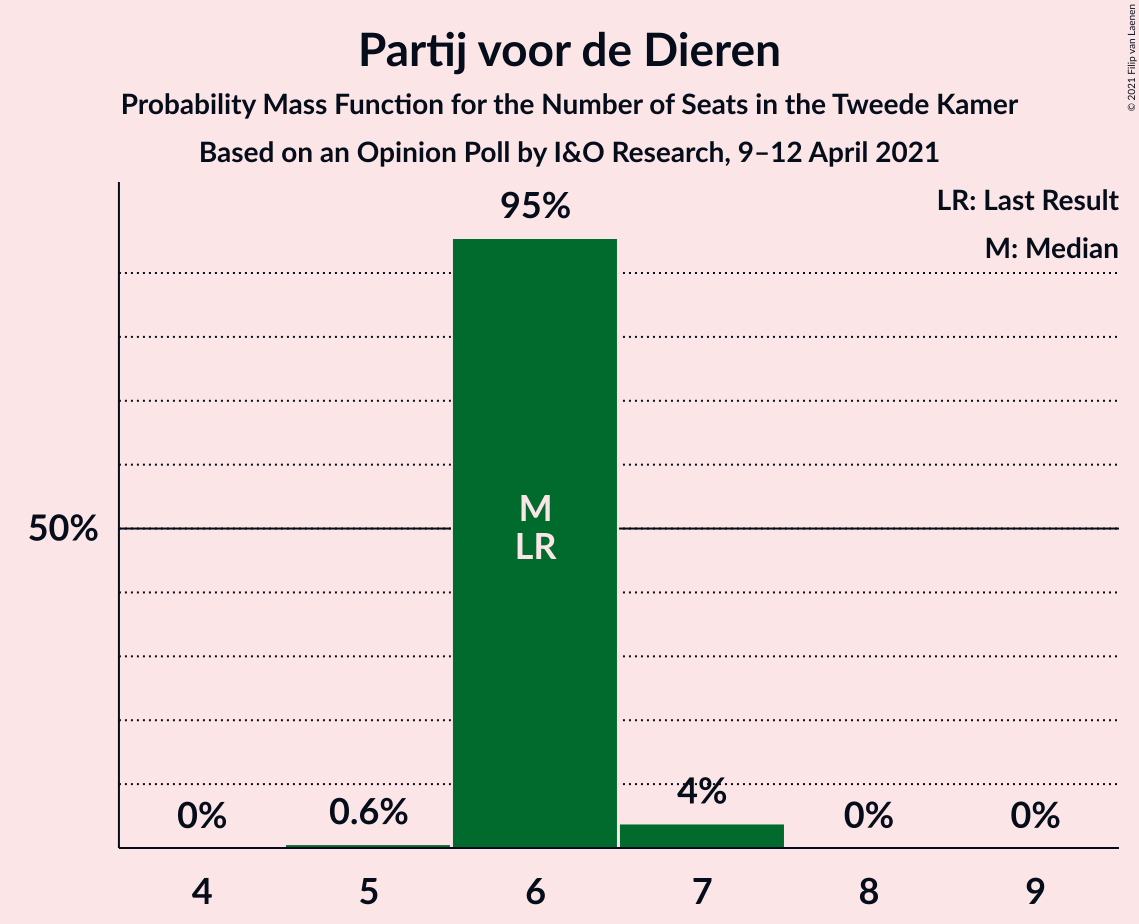 Partij voor de Dieren
Probability Mass Function for the Number of Seats in the Tweede Kamer
Based on an Opinion Poll by I&O Research, 9–12 April 2021
© 2021 Filip van Laenen
LR: Last Result
M: Median
95%
50%
M
LR
0%
0.6%
4%
0%
0%
4
5
6
7
8
9